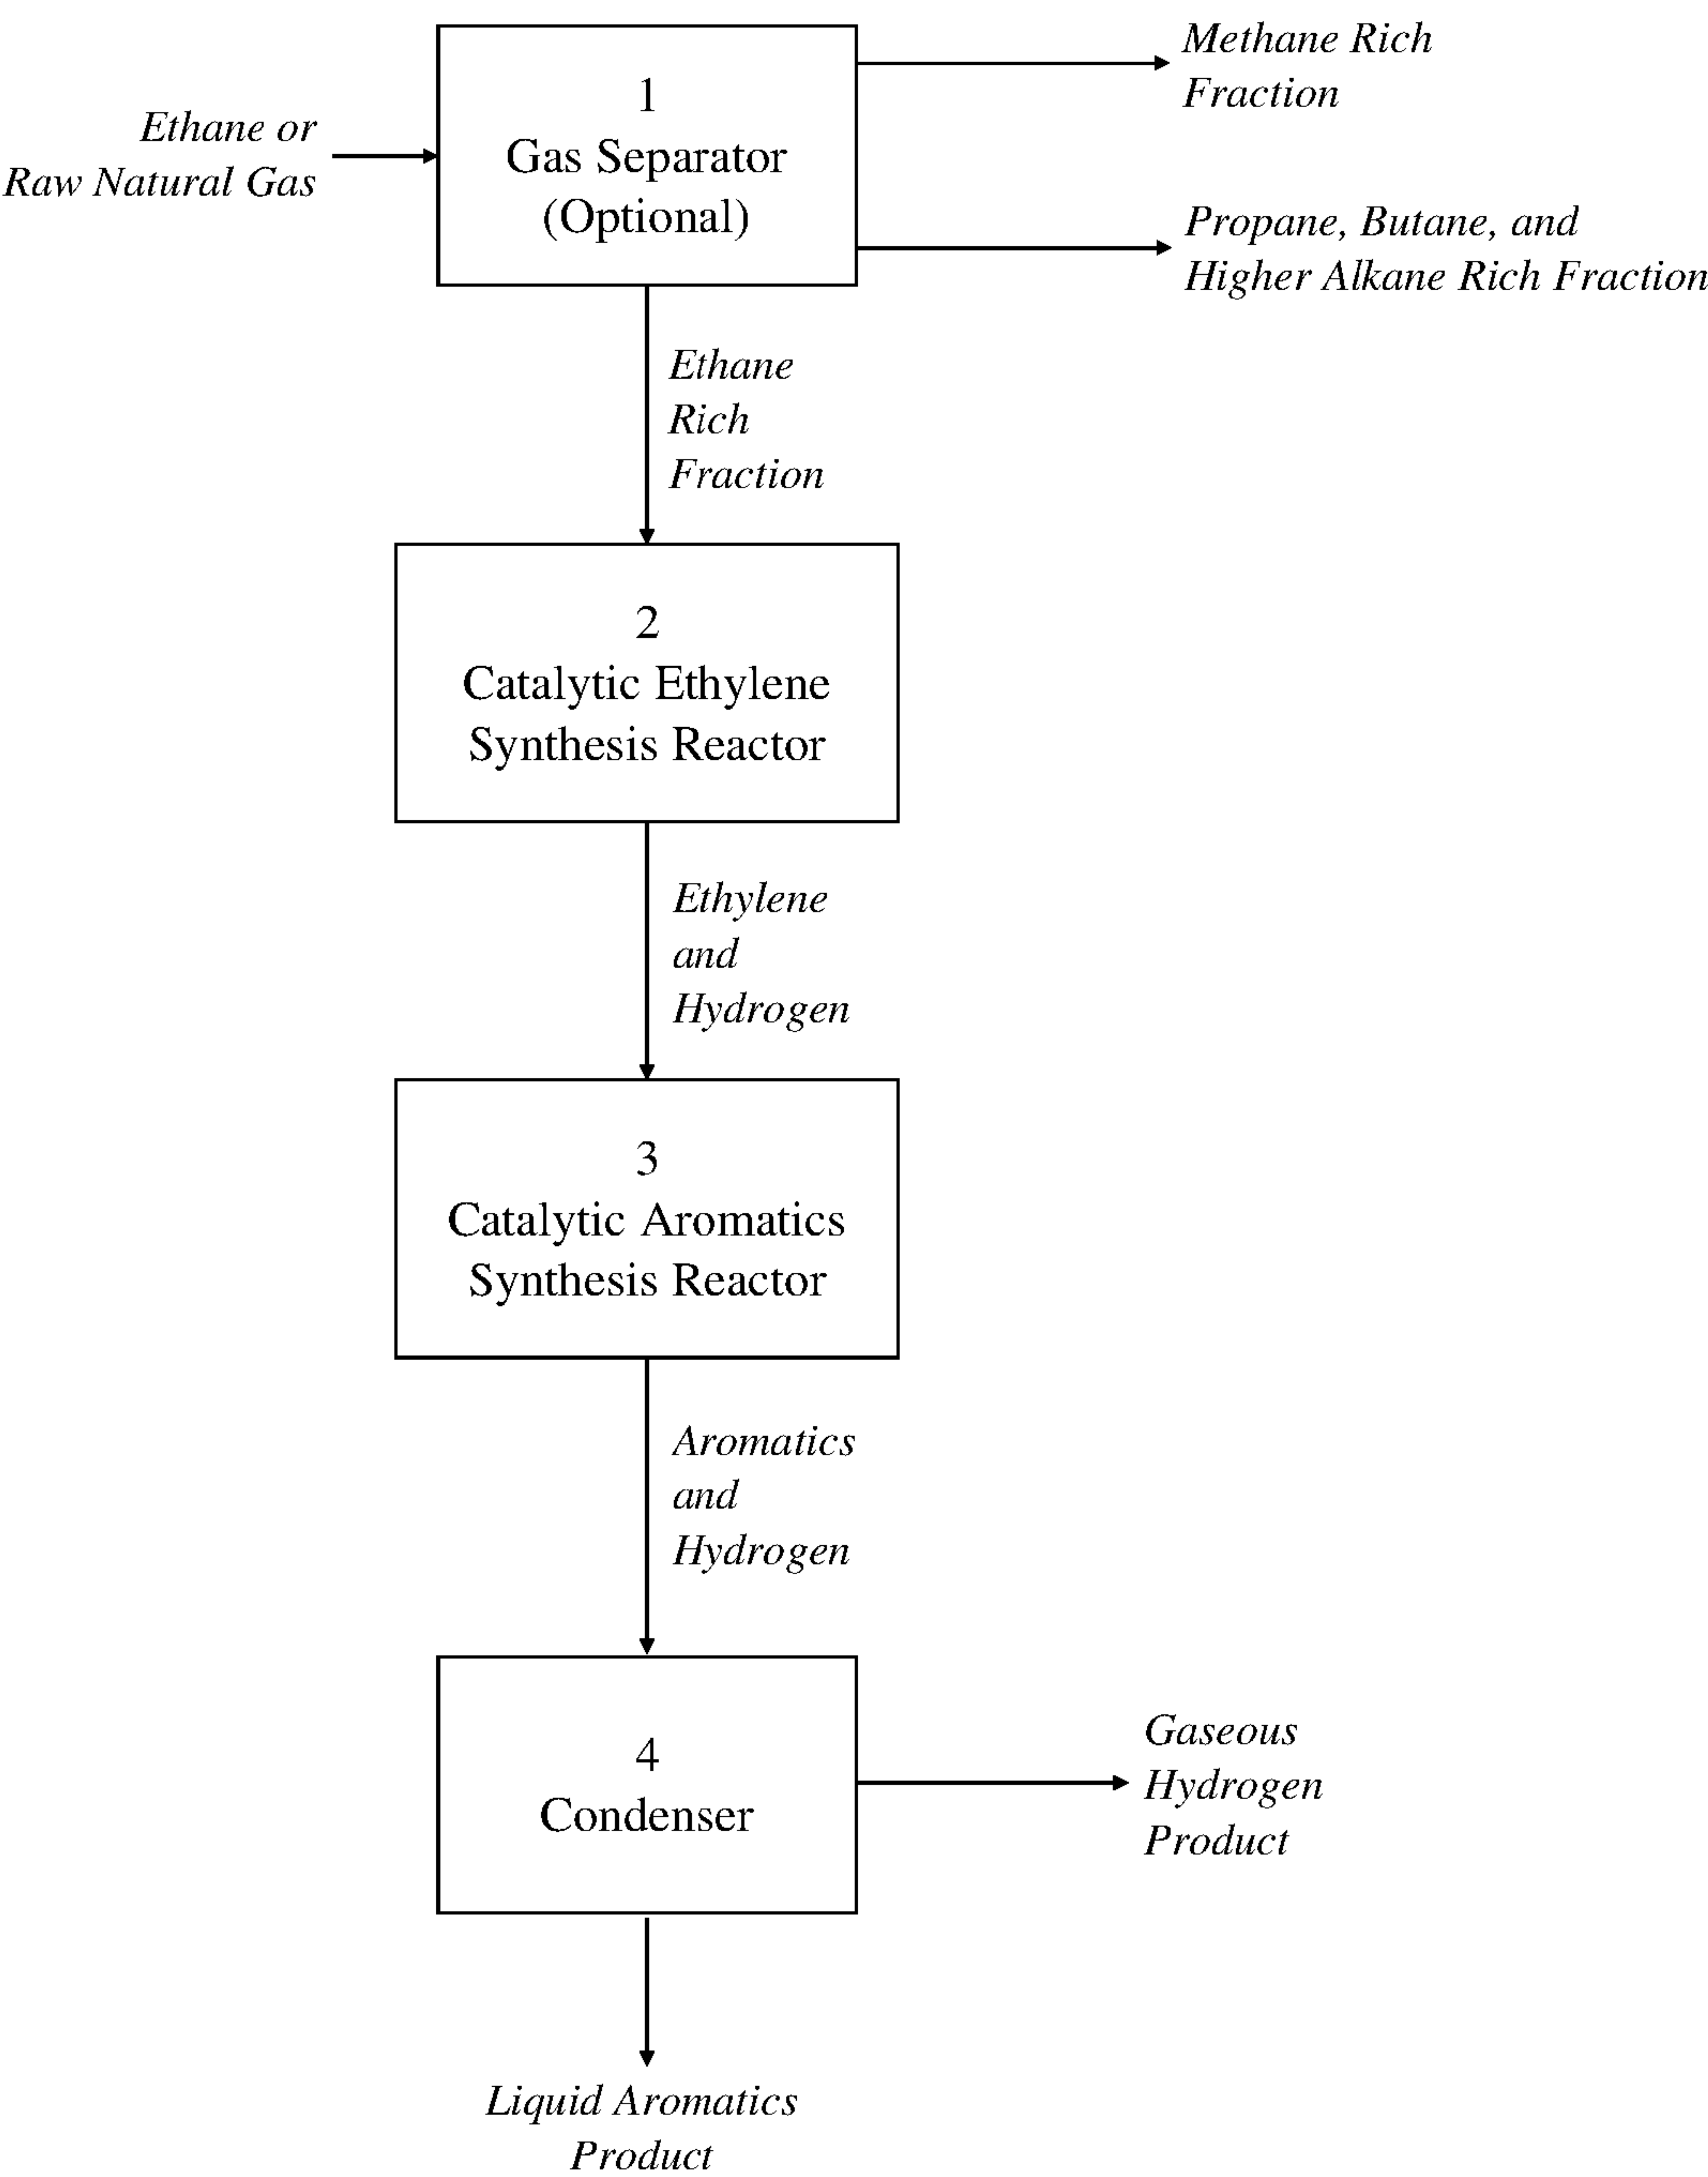 Ethane or
Raw Natural Gas
1
Gas Separator
(Optional)
Methane Rich
Fraction
Propane, Butane, and
Higher Alkane Rich Fraction
Ethane
Rich
Fraction
2
Catalytic Ethylene
Synthesis Reactor
Ethylene
and
Hydrogen
3
Catalytic Aromatics
Synthesis Reactor
Aromatics
and
Hydrogen
4
Condenser
Gaseous
Hydrogen
Product
Liquid Aromatics
Product